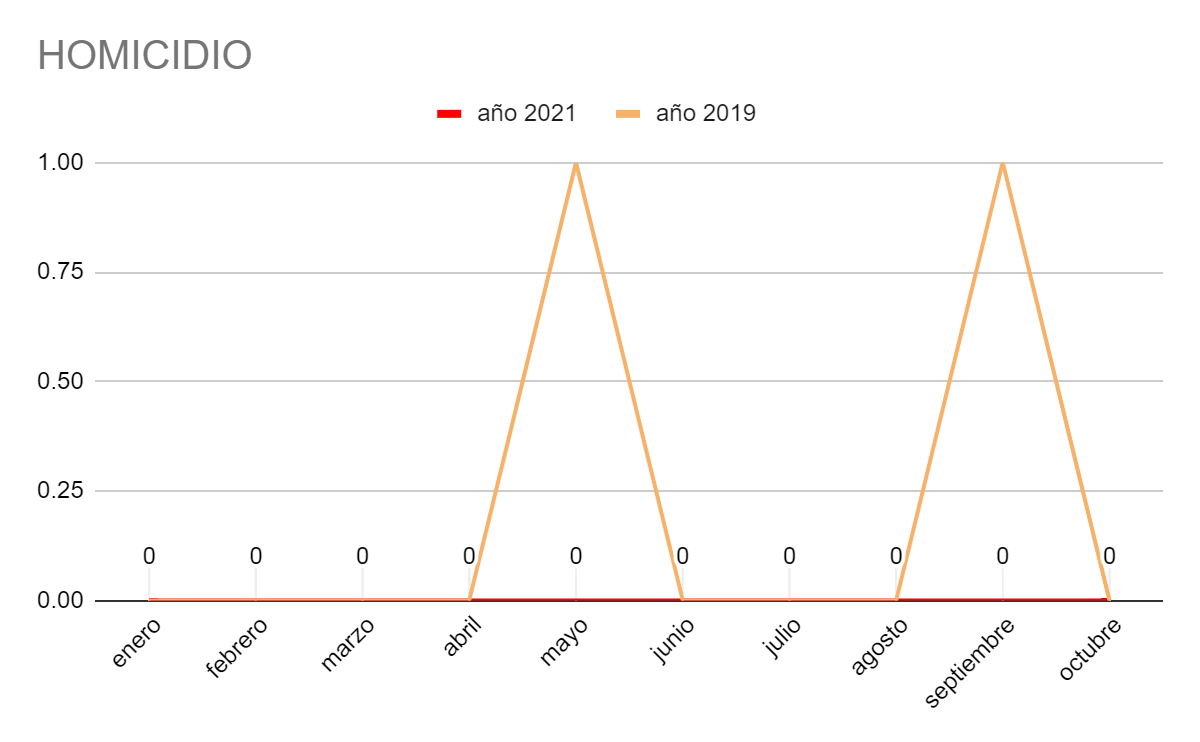 HOMICIDIO
año 2021 año 2019
1.00
0.75
0.50
0.25
0 0 0 0 0 0 0 0 0 0
0.00
enero febrero marzo abril mayo junio julio agosto septiembre octubre